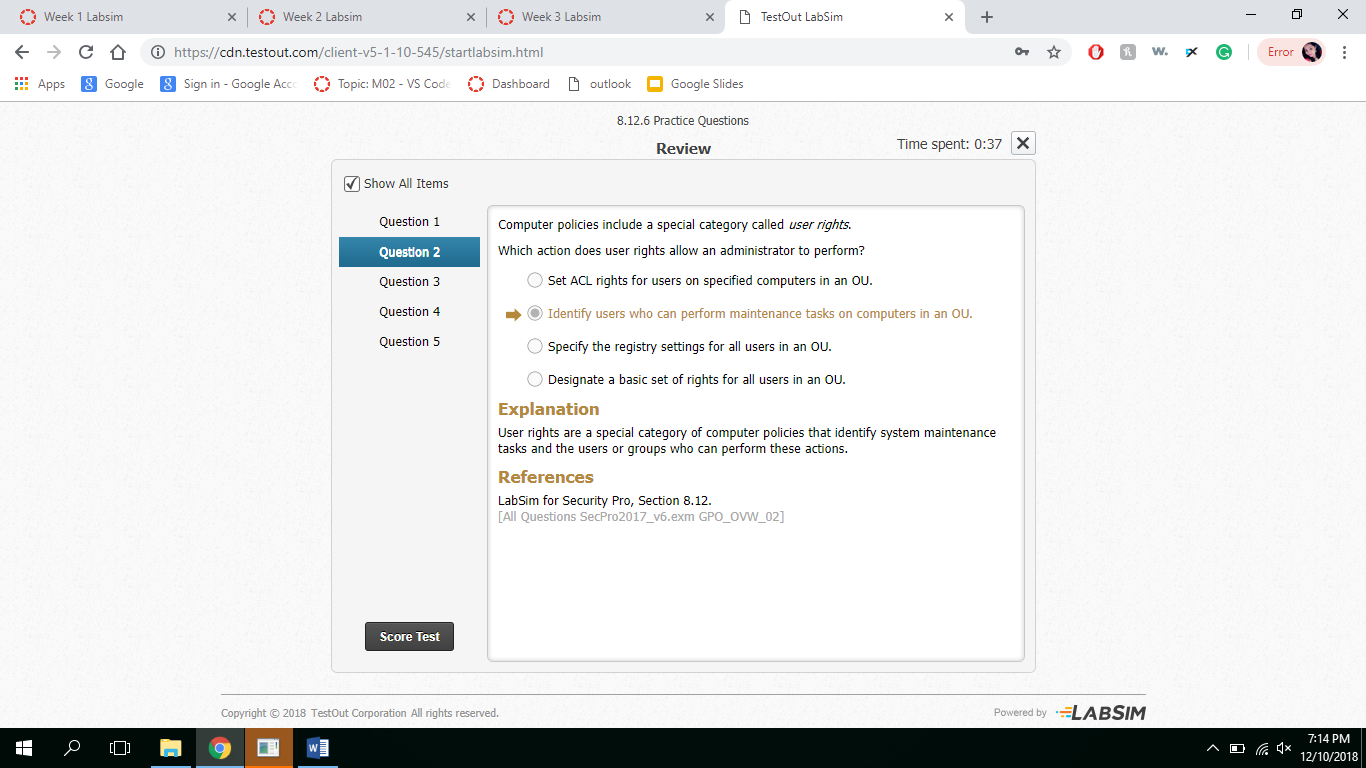 Week 1 Labsim
Week 2 Labsim
Week 3 Labsim
TestOut LabSim
https://cdn.testout.com/client-v5-1-10-545/startlabsim.html
Error
Apps
Google
Sign in - Google Acco
Topic: M02 - VS Code
Dashboard
outlook
Google Slides
8.12.6 Practice Questions
Review
Time spent: 0:37
Show All Items
Question 1
Question 2
Question 3
Question 4
Question 5
Score Test
Computer policies include a special category called user rights.
Which action does user rights allow an administrator to perform?
Set ACL rights for users on specified computers in an OU.
Identify users who can perform maintenance tasks on computers in an OU.
Specify the registry settings for all users in an OU.
Designate a basic set of rights for all users in an OU.
Explanation
User rights are a special category of computer policies that identify system maintenance
tasks and the users or groups who can perform these actions.
References
LabSim for Security Pro, Section 8.12.
[All Questions SecPro2017_v6.exm GPO_OVW_02]
Copyright © 2018 TestOut Corporation All rights reserved.
Powered by LABSIM
7:14 PM
12/10/2018